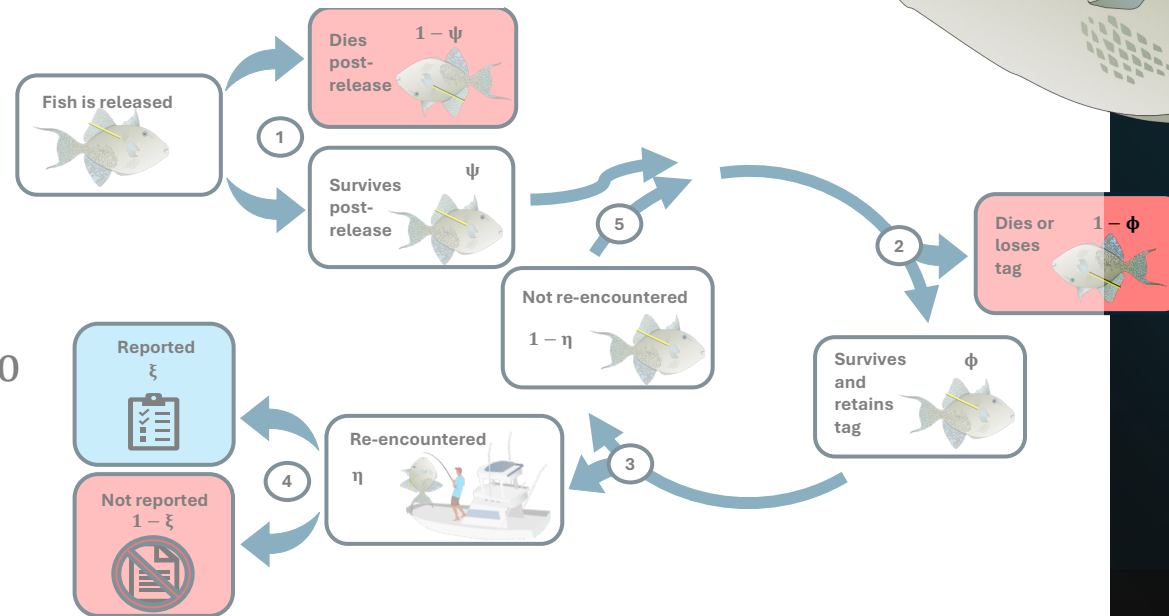 Fish is released
1
Dies
post-
release
1 − ψ
Survives
post-
release
ψ
5
2
Dies or
loses
tag
1 − ϕ
Not re-encountered
1 − η
Survives
and
retains
tag
ϕ
3
Re-encountered
η
4
Reported
ξ
Not reported
1 − ξ
0